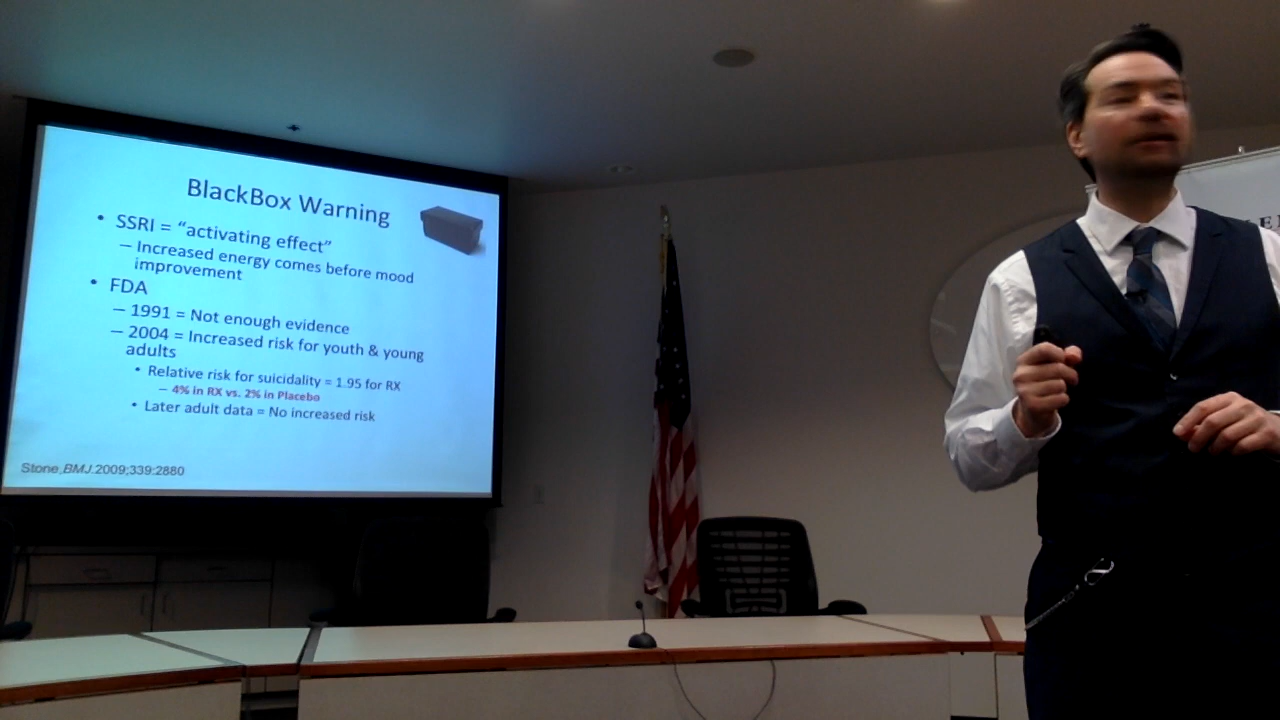 BlackBox Warning
• SSRI = “activating effect”
– Increased energy comes before mood
improvement
• FDA
– 1991 = Not enough evidence
– 2004 = Increased risk for youth & young
adults
• Relative risk for suicidality = 1.95 for RX
– 4% in RX vs. 2% in Placebo
• Later adult data = No increased risk
Stone,BMJ.2009;339:2880